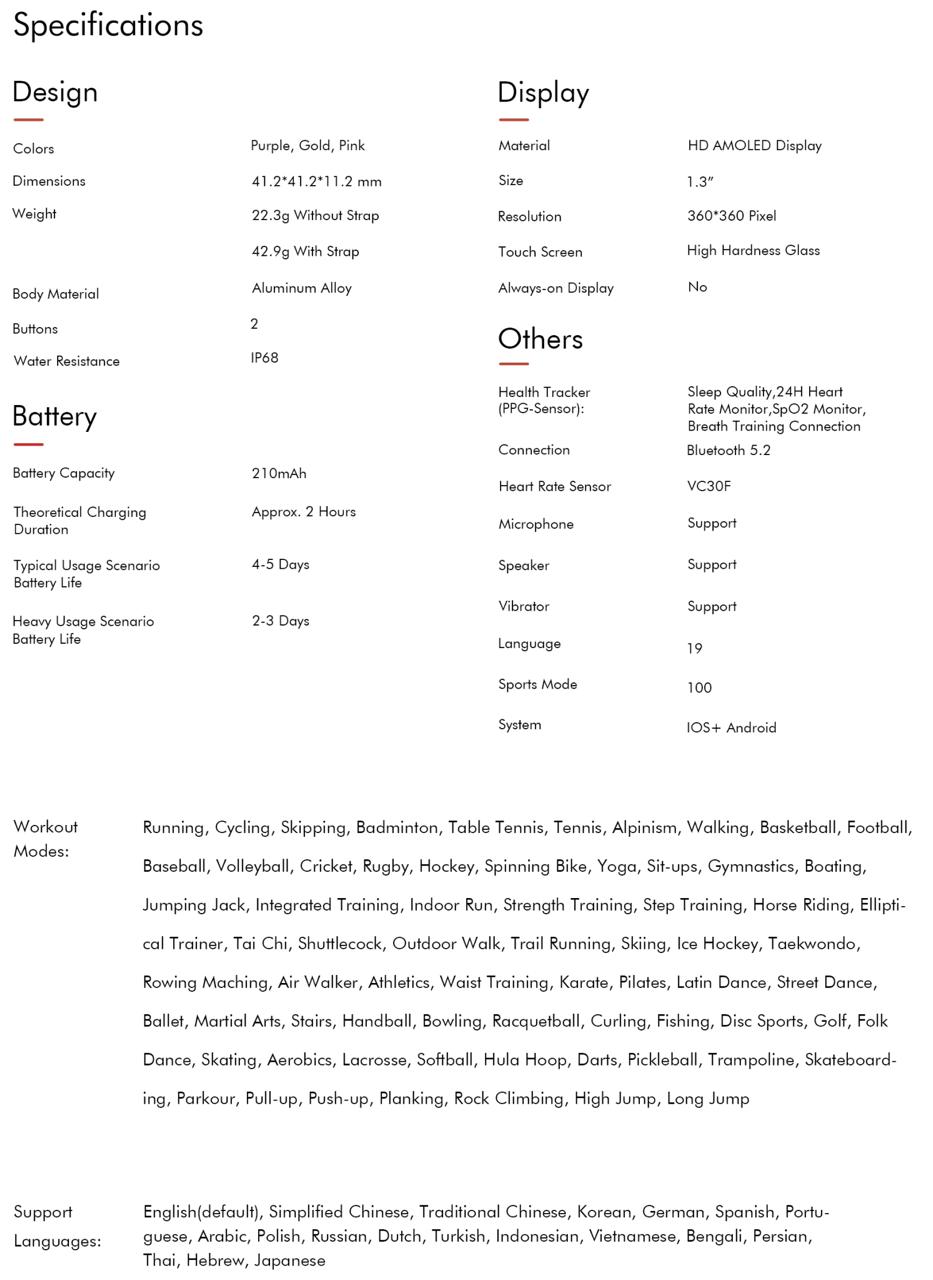 Specifications
Design
Colors Purple, Gold, Pink
Dimensions 41.2*41.2*11.2 mm
Weight 22.3g Without Strap
42.9g With Strap
Body Material Aluminum Alloy
Buttons 2
Water Resistance IP68
Battery
Battery Capacity 210mAh
Theoretical Charging Approx. 2 Hours
Duration
Typical Usage Scenario 4-5 Days
Battery Life
Heavy Usage Scenario 2-3 Days
Battery Life
Display
Material HD AMOLED Display
Size 1.3″
Resolution 360*360 Pixel
Touch Screen High Hardness Glass
Always-on Display No
Others
Health Tracker Sleep Quality,24H Heart
(PPG-Sensor): Rate Monitor,SpO2 Monitor,
Breath Training Connection
Connection Bluetooth 5.2
Heart Rate Sensor VC30F
Microphone Support
Speaker Support
Vibrator Support
Language 19
Sports Mode 100
System IOS+ Android
Workout Running, Cycling, Skipping, Badminton, Table Tennis, Tennis, Alpinism, Walking, Basketball, Football,
Modes:
Baseball, Volleyball, Cricket, Rugby, Hockey, Spinning Bike, Yoga, Sit-ups, Gymnastics, Boating,
Jumping Jack, Integrated Training, Indoor Run, Strength Training, Step Training, Horse Riding, Ellipti-
cal Trainer, Tai Chi, Shuttlecock, Outdoor Walk, Trail Running, Skiing, Ice Hockey, Taekwondo,
Rowing Maching, Air Walker, Athletics, Waist Training, Karate, Pilates, Latin Dance, Street Dance,
Ballet, Martial Arts, Stairs, Handball, Bowling, Racquetball, Curling, Fishing, Disc Sports, Golf, Folk
Dance, Skating, Aerobics, Lacrosse, Softball, Hula Hoop, Darts, Pickleball, Trampoline, Skateboard-
ing, Parkour, Pull-up, Push-up, Planking, Rock Climbing, High Jump, Long Jump
Support English(default), Simplified Chinese, Traditional Chinese, Korean, German, Spanish, Portu-
Languages: guese, Arabic, Polish, Russian, Dutch, Turkish, Indonesian, Vietnamese, Bengali, Persian,
Thai, Hebrew, Japanese